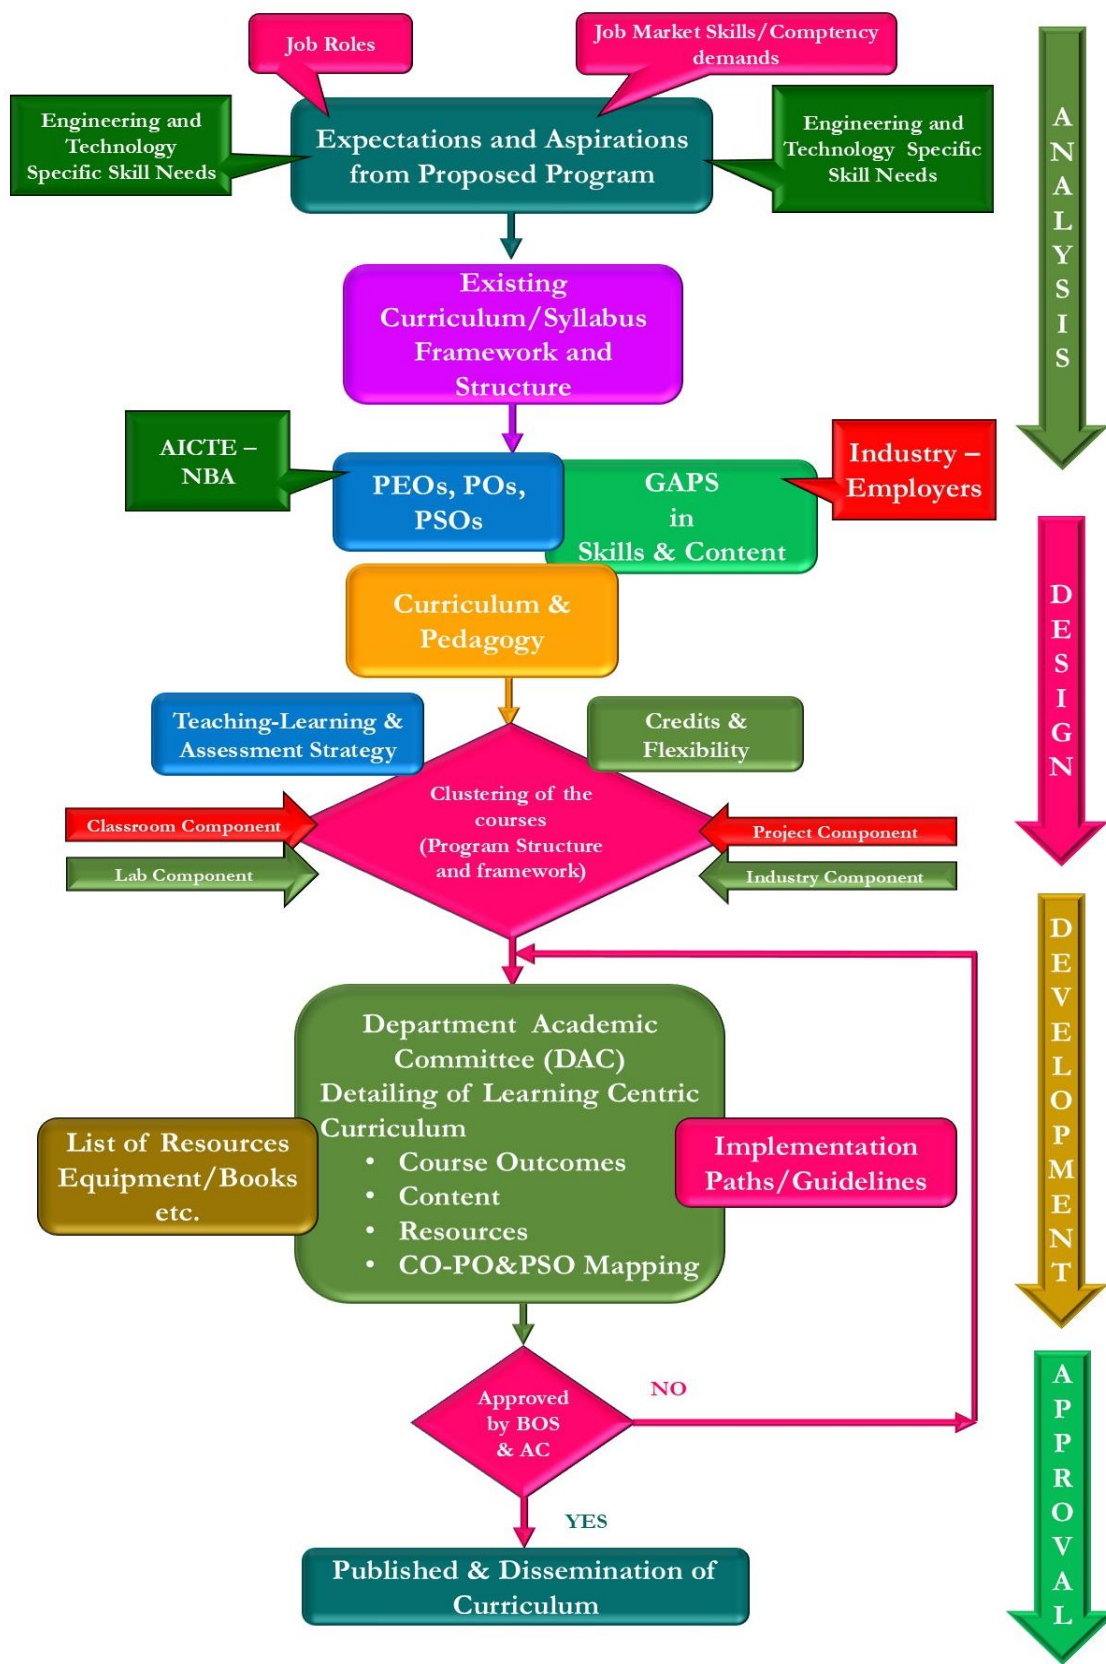 Job Roles
Job Market Skills/Comptency
demands
Engineering and
Technology
Specific Skill Needs
Expectations and Aspirations
from Proposed Program
Engineering and
Technology Specific
Skill Needs
Existing
Curriculum/Syllabus
Framework and
Structure
AICTE –
NBA
PEOs, POs,
PSOs
GAPS
in
Skills & Content
Industry –
Employers
Curriculum &
Pedagogy
Teaching-Learning &
Assessment Strategy
Credits &
Flexibility
Clustering of the
courses
(Program Structure
and framework)
Classroom Component
Lab Component
Project Component
Industry Component
Department Academic
Committee (DAC)
Detailing of Learning Centric
Curriculum
• Course Outcomes
• Content
• Resources
• CO-PO&PSO Mapping
List of Resources
Equipment/Books
etc.
Implementation
Paths/Guidelines
Approved
by BOS
& AC
NO
YES
Published & Dissemination of
Curriculum
ANALYSIS
DESIGN
DEVELOPMENT
APPROVAL